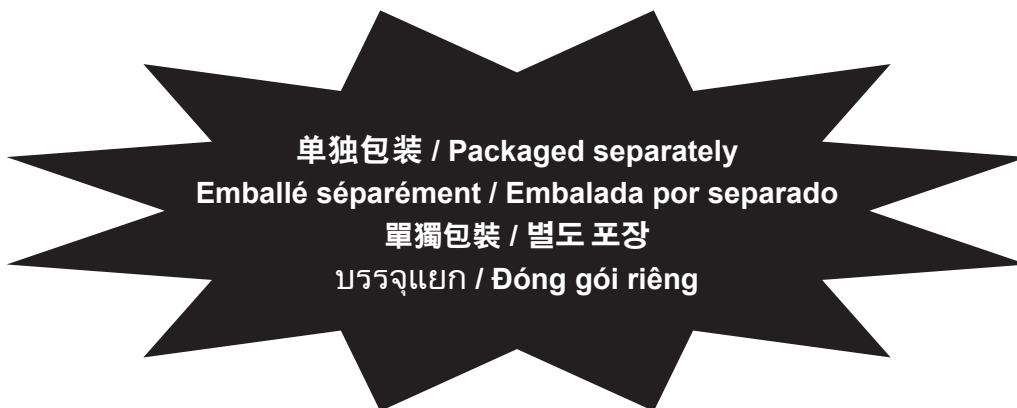 单独包装 / Packaged separately
Emballé séparément / Embalada por separado
單獨包裝 / 별도 포장
บรรจุแยก / Đóng gói riêng